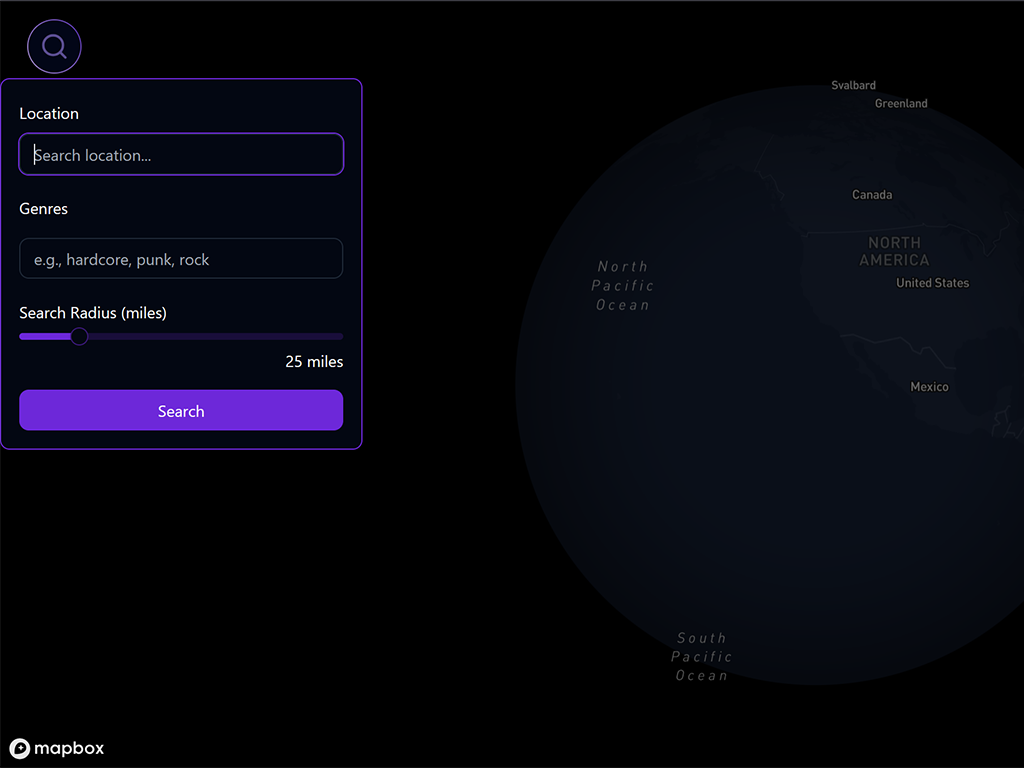 Location
Search location...
Genres
e.g., hardcore, punk, rock
Search Radius (miles)
25 miles
Search
Svalbard
Greenland
Canada
NORTH
AMERICA
United States
North
Pacific
Ocean
Mexico
South
Pacific
Ocean
mapbox